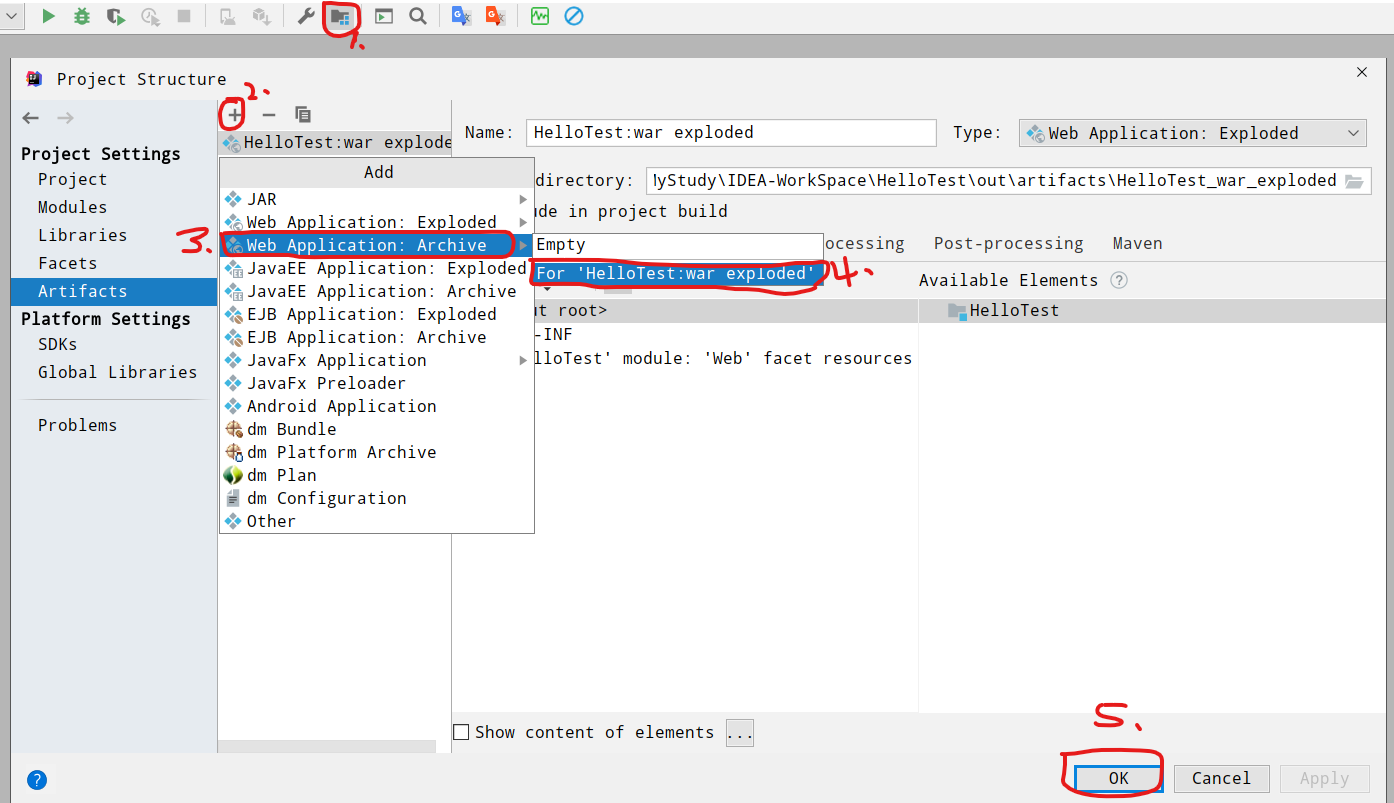 1.
Project Structure
2.
HelloTest:war explode
Name: HelloTest:war exploded Type: Web Application: Exploded
Project Settings
Project
Modules
Libraries
Facets
Artifacts
Platform Settings
SDKs
Global Libraries
Problems
Add
JAR
Web Application: Exploded
3. Web Application: Archive
JavaEE Application: Exploded
JavaEE Application: Archive
EJB Application: Exploded
EJB Application: Archive
JavaFx Application
JavaFx Preloader
Android Application
dm Bundle
dm Platform Archive
dm Plan
dm Configuration
Other
Empty
For 'HelloTest:war exploded' 4.
directory: MyStudy\IDEA-WorkSpace\HelloTest\out\artifacts\HelloTest_war_exploded
ude in project build
ocessing Post-processing Maven
Available Elements ?
ut root>
-INF
lloTest' module: 'Web' facet resources
HelloTest
Show content of elements ...
5.
? OK Cancel Apply